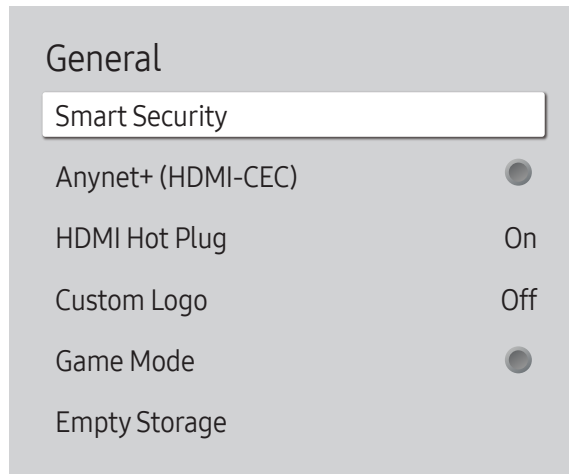 General
Smart Security
Anynet+ (HDMI-CEC)
HDMI Hot Plug On
Custom Logo Off
Game Mode
Empty Storage